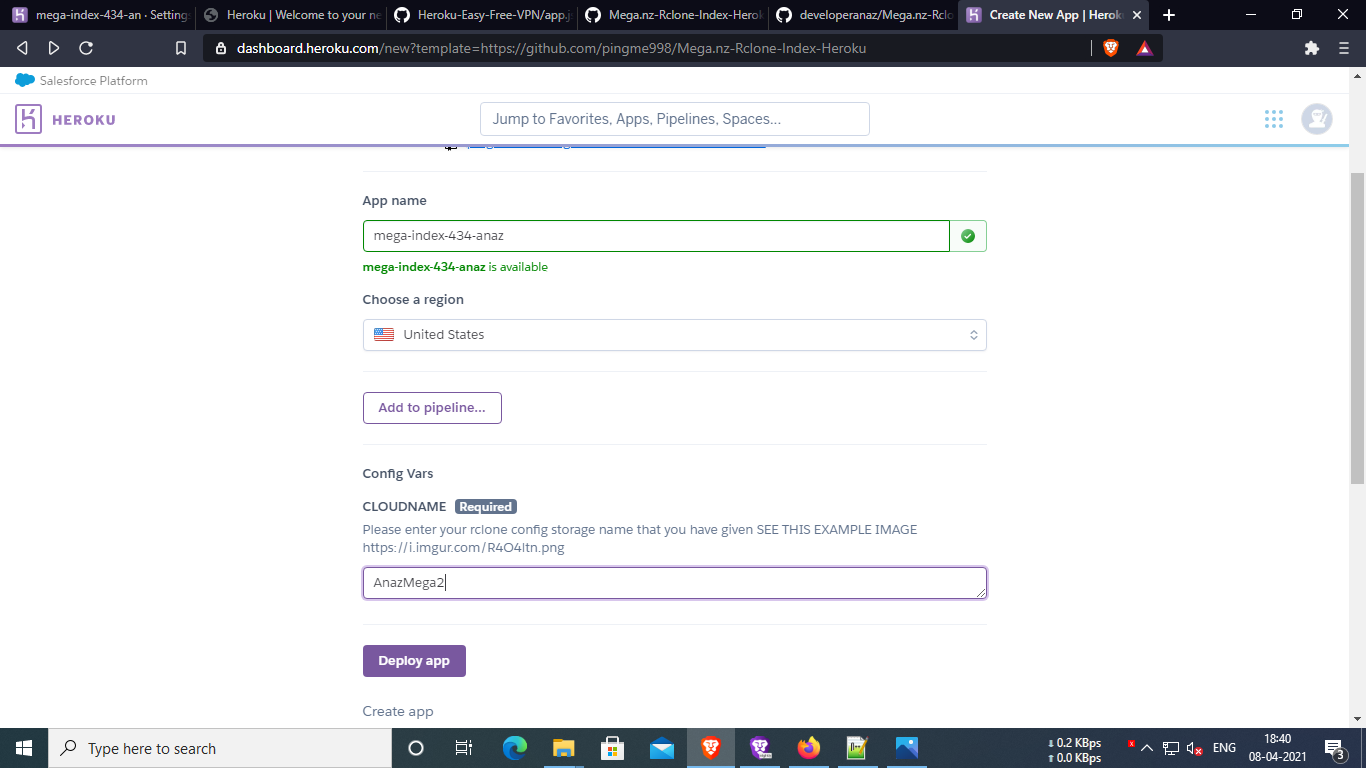 mega-index-434-an · Settings
Heroku | Welcome to your ne
Heroku-Easy-Free-VPN/app.j
Mega.nz-Rclone-Index-Herok
developeranaz/Mega.nz-Rclo
Create New App | Herok
dashboard.heroku.com/new?template=https://github.com/pingme998/Mega.nz-Rclone-Index-Heroku
Salesforce Platform
HEROKU
Jump to Favorites, Apps, Pipelines, Spaces...
App name
mega-index-434-anaz
mega-index-434-anaz is available
Choose a region
United States
Add to pipeline...
Config Vars
CLOUDNAME Required
Please enter your rclone config storage name that you have given SEE THIS EXAMPLE IMAGE
https://i.imgur.com/R4O4ltn.png
AnazMega2
Deploy app
Create app
Type here to search
0.2 KBps
0.0 KBps
ENG
18:40
08-04-2021
3